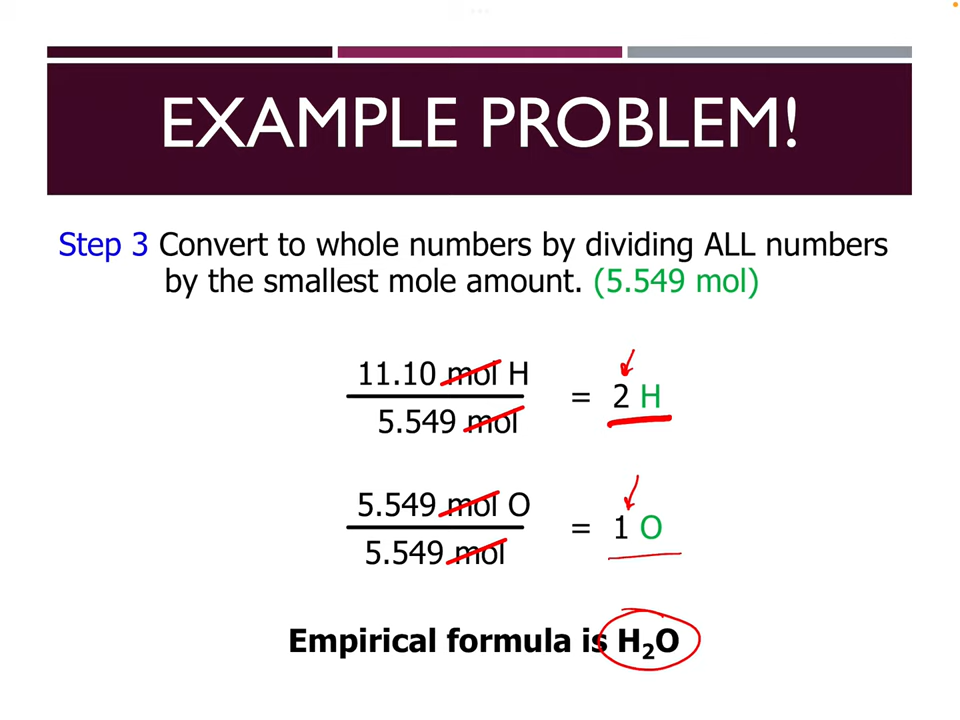 EXAMPLE PROBLEM!
Step 3 Convert to whole numbers by dividing ALL numbers
by the smallest mole amount. (5.549 mol)
11.10 mol H
5.549 mol
= 2 H
5.549 mol O
5.549 mol
= 1 O
Empirical formula is H₂O